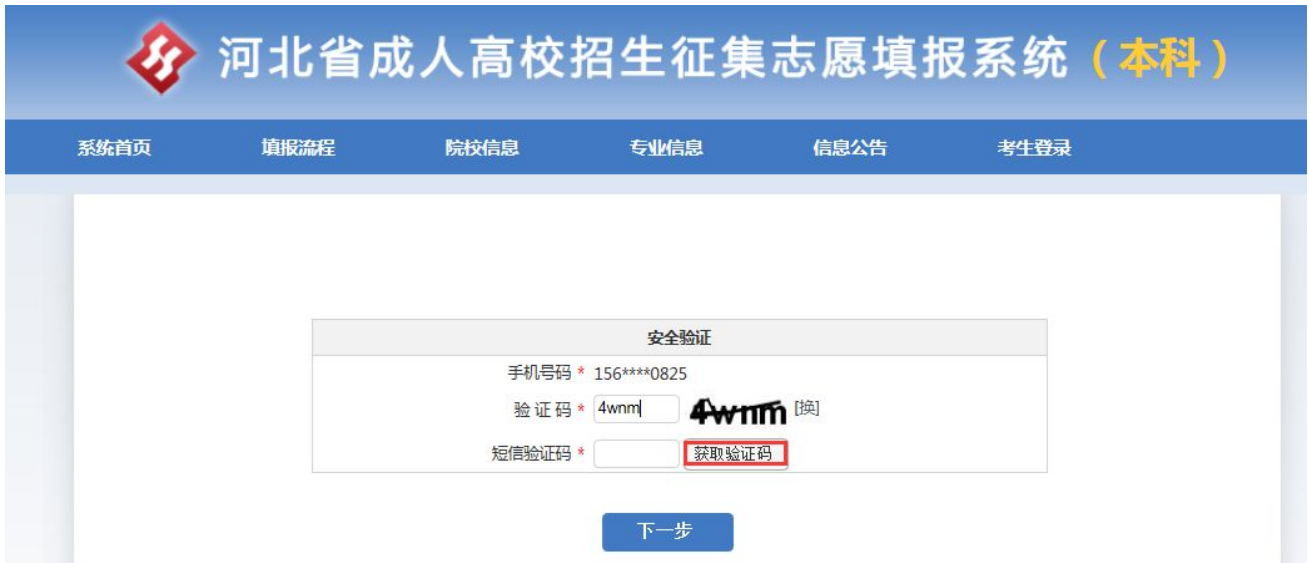 河北省成人高校招生征集志愿填报系统（本科）
系统首页 填报流程 院校信息 专业信息 信息公告 考生登录
安全验证
手机号码 * 156****0825
验 证 码 * 4wnm 4wnm [换]
短信验证码 * 获取验证码
下一步